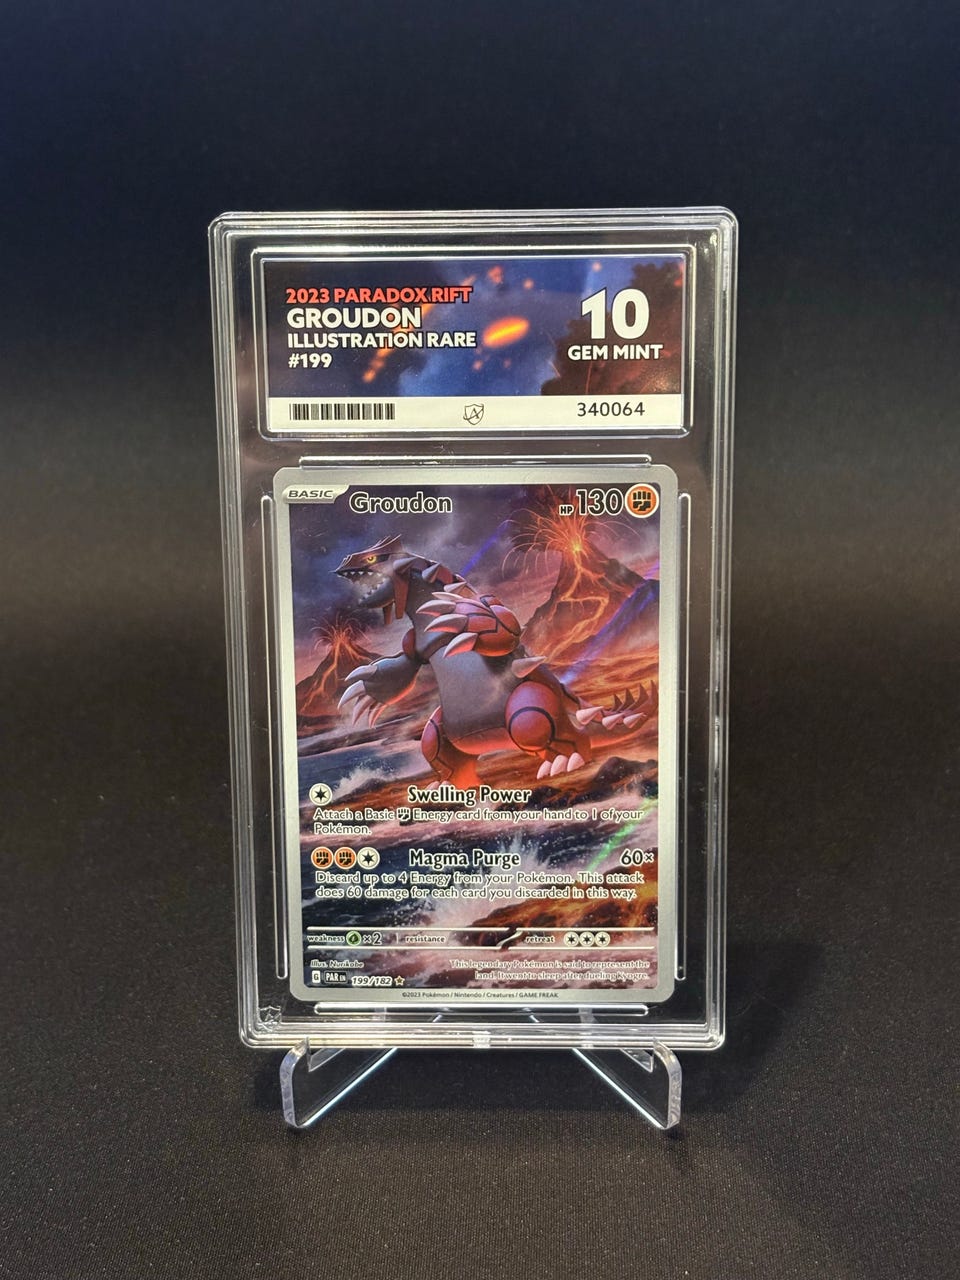 2023 PARADOX RIFT
GROUDON
ILLUSTRATION RARE
#199
10
GEM MINT
340064
BASIC Groudon HP 130
Swelling Power
Attach a Basic Energy card from your hand to 1 of your
Pokémon.
Magma Purge 60×
Discard up to 4 Energy from your Pokémon. This attack
does 60 damage for each card you discarded in this way.
weakness ×2 resistance retreat
Illus. Nurikabe
This legendary Pokémon is said to represent the
land. It went to sleep after dueling Kyogre.
G PAR EN 199/182
©2023 Pokémon / Nintendo / Creatures / GAME FREAK